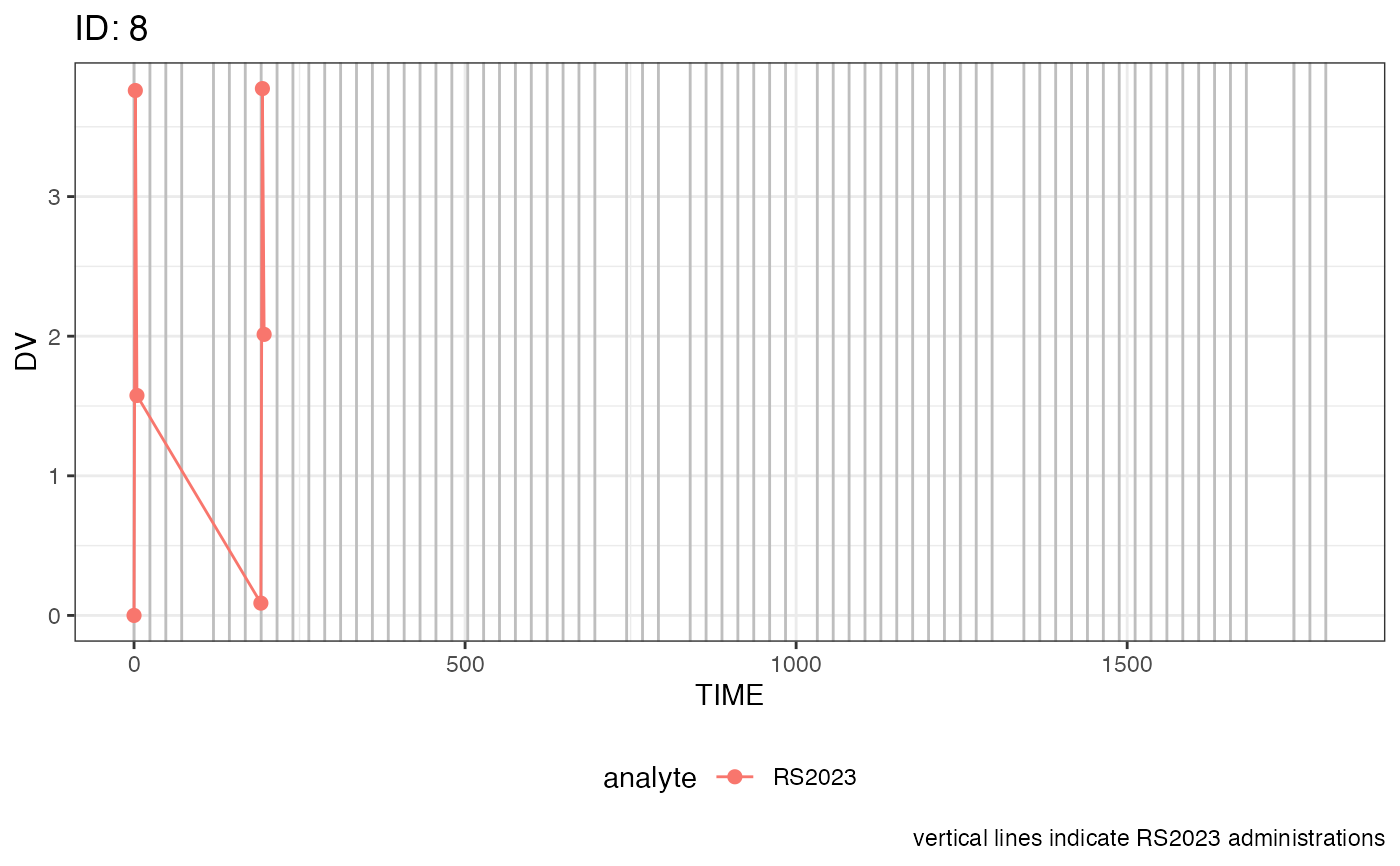 ID: 8
3
2
1
0
DV
0 500 1000 1500
TIME
analyte RS2023
vertical lines indicate RS2023 administrations